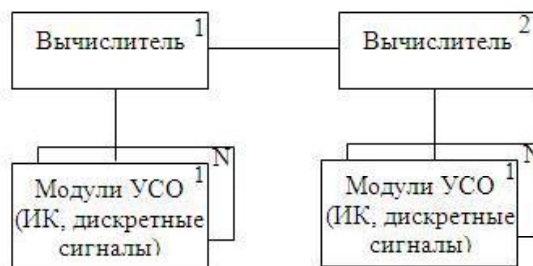 Вычислитель 1
Вычислитель 2
N
Модули УСО 1
(ИК, дискретные
сигналы)
N
Модули УСО 1
(ИК, дискретные
сигналы)